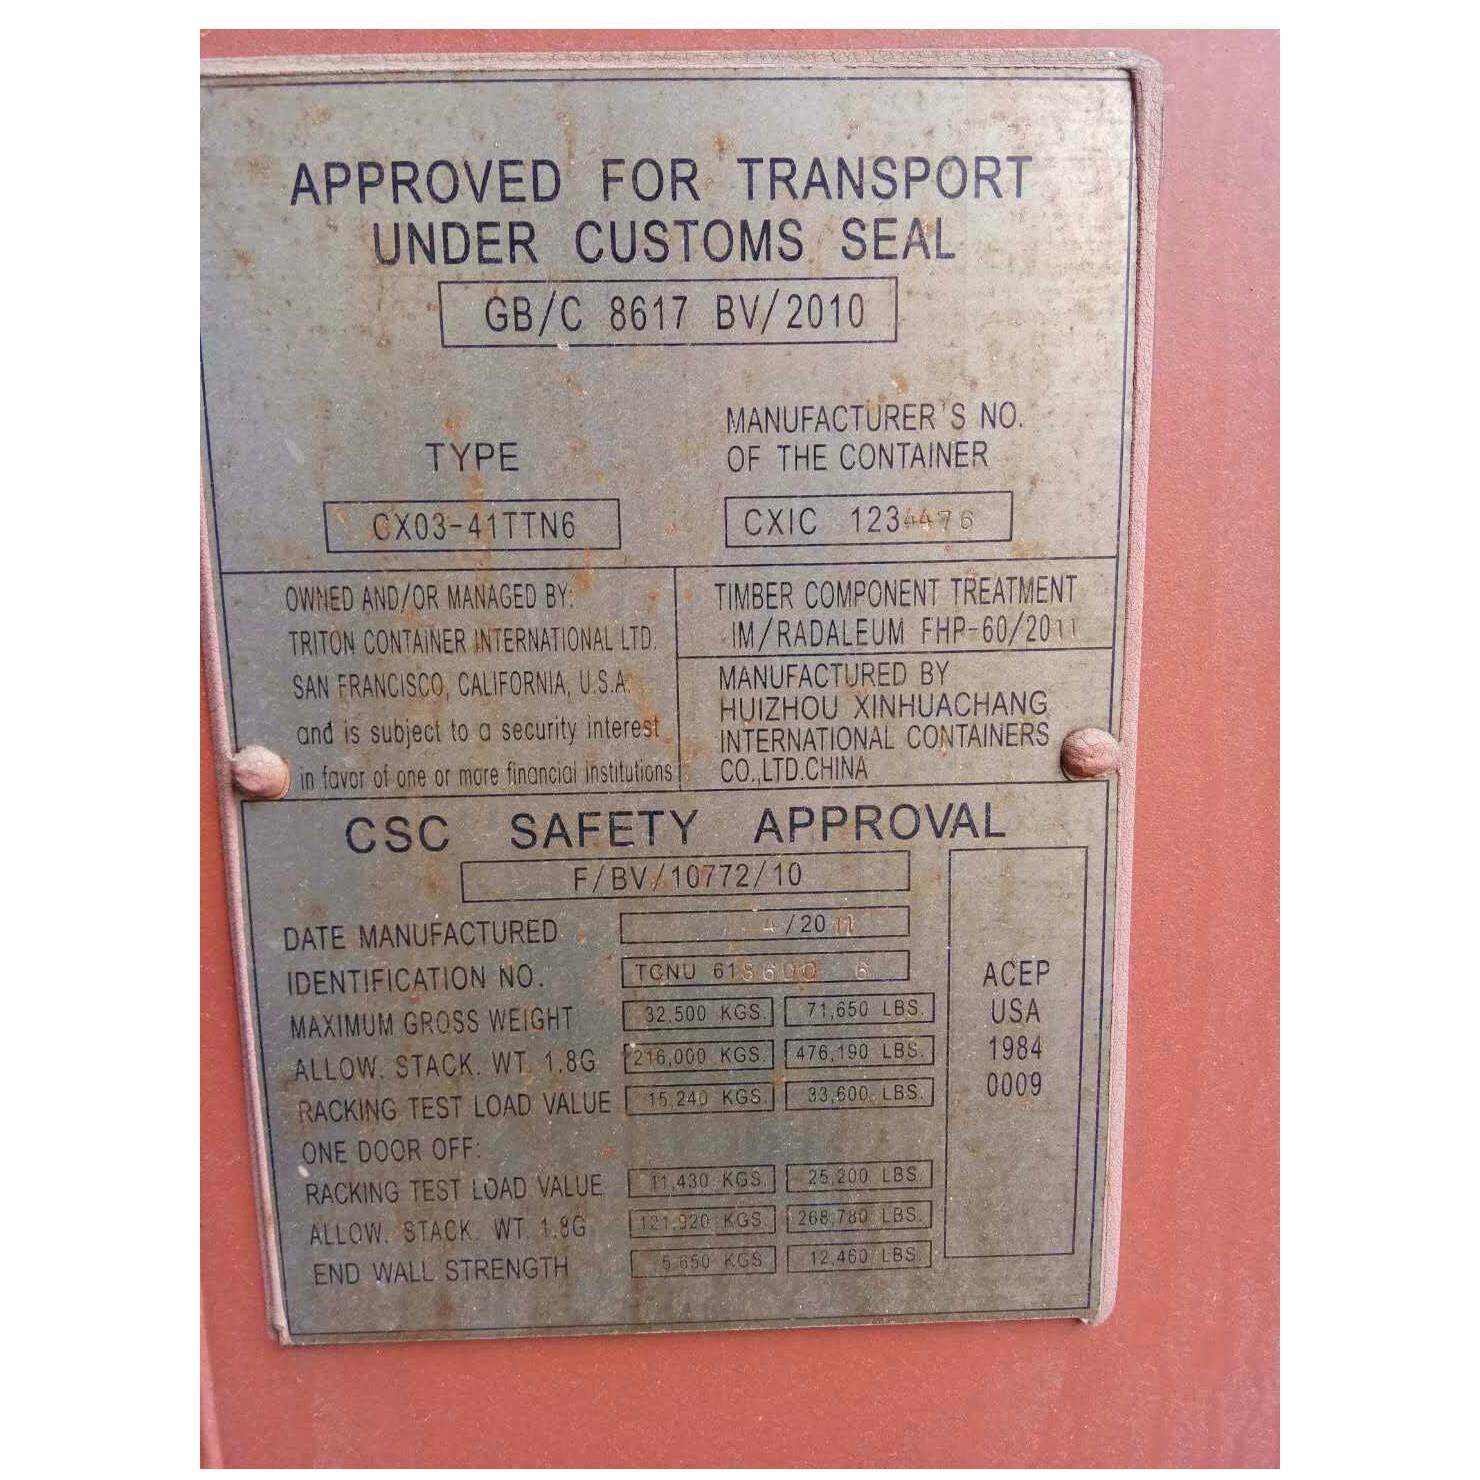 APPROVED FOR TRANSPORT
UNDER CUSTOMS SEAL
GB/C 8617 BV/2010
TYPE
CX03-41TTN6
MANUFACTURER'S NO.
OF THE CONTAINER
CXIC 1234476
OWNED AND/OR MANAGED BY:
TRITON CONTAINER INTERNATIONAL LTD.
SAN FRANCISCO, CALIFORNIA, U.S.A.
and is subject to a security interest
in favor of one or more financial institutions
TIMBER COMPONENT TREATMENT
IM/RADALEUM FHP-60/2011
MANUFACTURED BY
HUIZHOU XINHUACHANG
INTERNATIONAL CONTAINERS
CO.,LTD.CHINA
CSC SAFETY APPROVAL
F/BV/10772/10
DATE MANUFACTURED 4/2011
IDENTIFICATION NO. TCNU 618600 6
MAXIMUM GROSS WEIGHT 32.500 KGS. 71,650 LBS.
ALLOW. STACK. WT. 1.8G 216,000 KGS. 476,190 LBS.
RACKING TEST LOAD VALUE 15,240 KGS. 33,600 LBS.
ONE DOOR OFF:
RACKING TEST LOAD VALUE 11,430 KGS. 25,200 LBS.
ALLOW. STACK. WT. 1.8G 121,920 KGS. 268,780 LBS.
END WALL STRENGTH 5,650 KGS. 12,460 LBS.
ACEP
USA
1984
0009